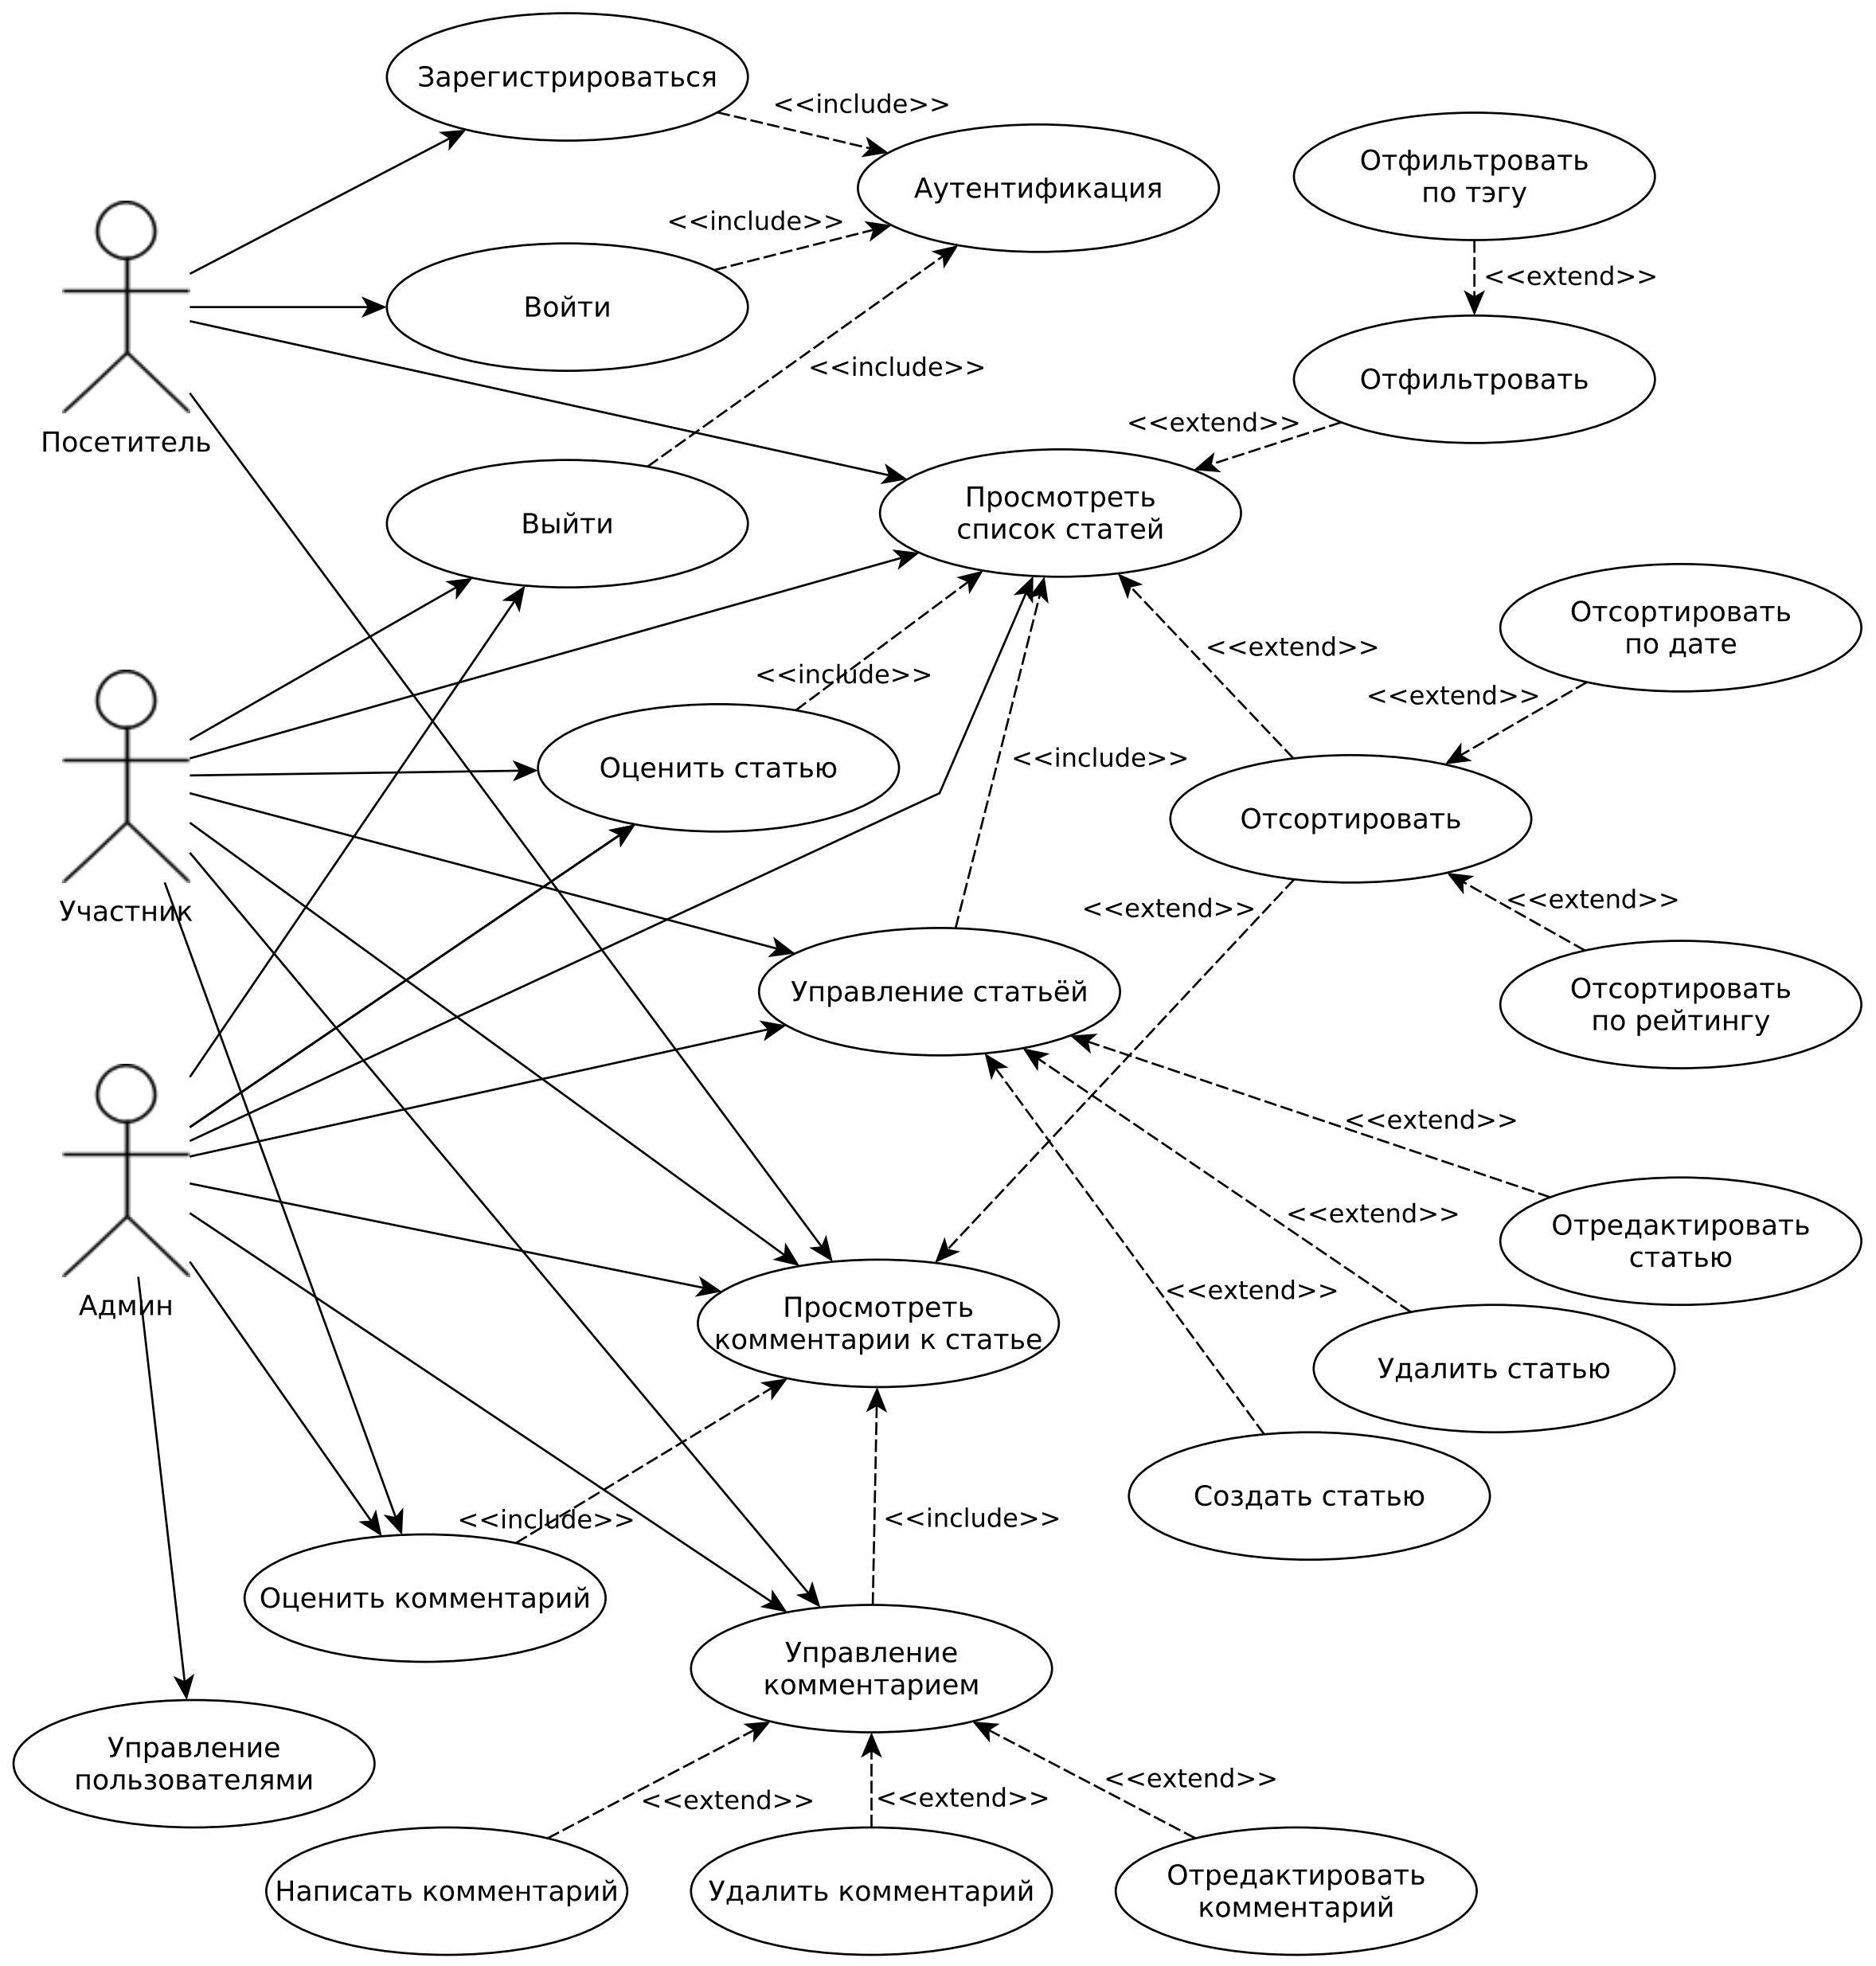 Зарегистрироваться
<<include>>
Аутентификация
Отфильтровать
по тэгу
<<include>>
<<extend>>
Войти
<<include>>
Отфильтровать
<<extend>>
Посетитель
Просмотреть
список статей
Выйти
Отсортировать
по дате
<<extend>>
<<include>>
<<extend>>
<<include>>
Оценить статью
Отсортировать
Участник
<<extend>>
<<extend>>
Управление статьёй
Отсортировать
по рейтингу
<<extend>>
<<extend>>
Отредактировать
статью
<<extend>>
Админ
Просмотреть
комментарии к статье
Удалить статью
Создать статью
<<include>>
<<include>>
Оценить комментарий
Управление
комментарием
Управление
пользователями
<<extend>>
<<extend>>
<<extend>>
Написать комментарий
Удалить комментарий
Отредактировать
комментарий